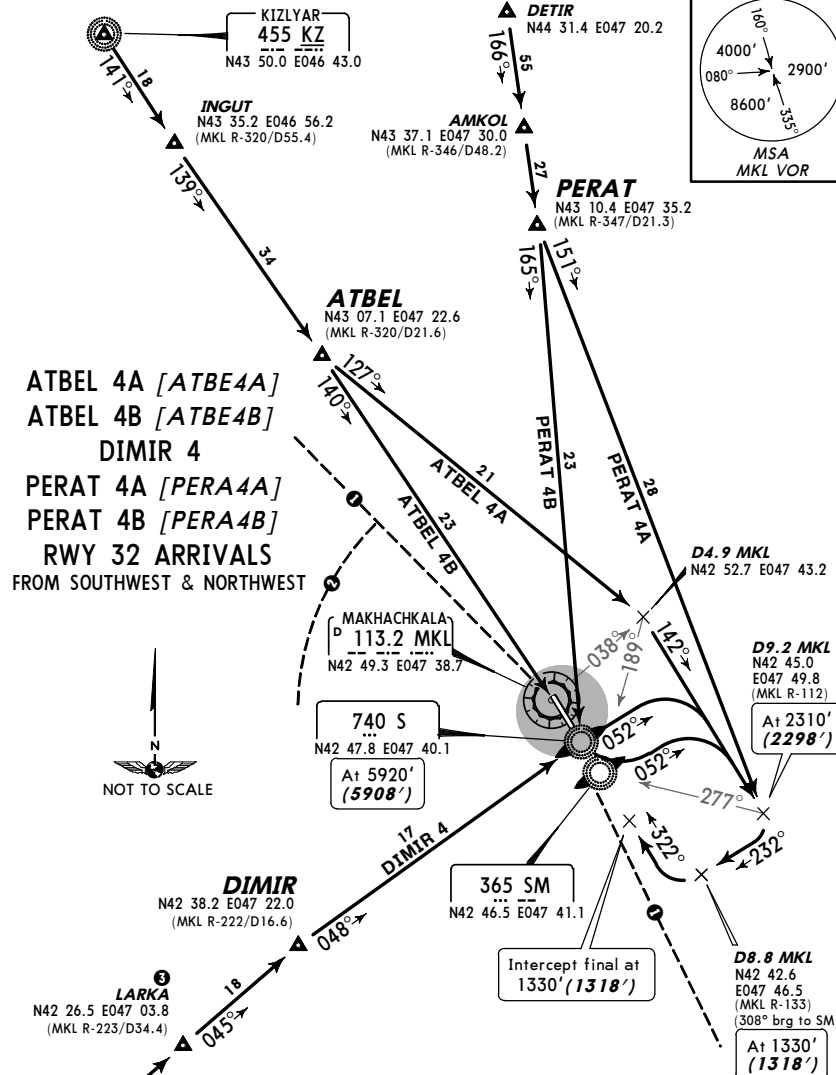 KIZLYAR
455 KZ
N43 50.0 E046 43.0
141°
18
INGUT
N43 35.2 E046 56.2
(MKL R-320/D55.4)
139°
34
DETIR
N44 31.4 E047 20.2
166°
55
AMKOL
N43 37.1 E047 30.0
(MKL R-346/D48.2)
27
PERAT
N43 10.4 E047 35.2
(MKL R-347/D21.3)
165°
151°
160°
4000'
080°
2900'
8600'
335°
MSA
MKL VOR
ATBEL
N43 07.1 E047 22.6
(MKL R-320/D21.6)
127°
140°
ATBEL 4A [ATBE4A]
ATBEL 4B [ATBE4B]
DIMIR 4
PERAT 4A [PERA4A]
PERAT 4B [PERA4B]
RWY 32 ARRIVALS
FROM SOUTHWEST & NORTHWEST
21
ATBEL 4A
23
ATBEL 4B
23
PERAT 4B
28
PERAT 4A
1
2
D4.9 MKL
N42 52.7 E047 43.2
MAKHACHKALA
D 113.2 MKL
N42 49.3 E047 38.7
038°
189°
142°
D9.2 MKL
N42 45.0
E047 49.8
(MKL R-112)
At 2310'
(2298')
740 S
N42 47.8 E047 40.1
At 5920'
(5908')
052°
052°
277°
232°
322°
N
NOT TO SCALE
17
DIMIR 4
365 SM
N42 46.5 E047 41.1
DIMIR
N42 38.2 E047 22.0
(MKL R-222/D16.6)
048°
1
Intercept final at
1330' (1318')
D8.8 MKL
N42 42.6
E047 46.5
(MKL R-133)
(308° brg to SM
At 1330'
(1318')
3
LARKA
N42 26.5 E047 03.8
(MKL R-223/D34.4)
18
045°